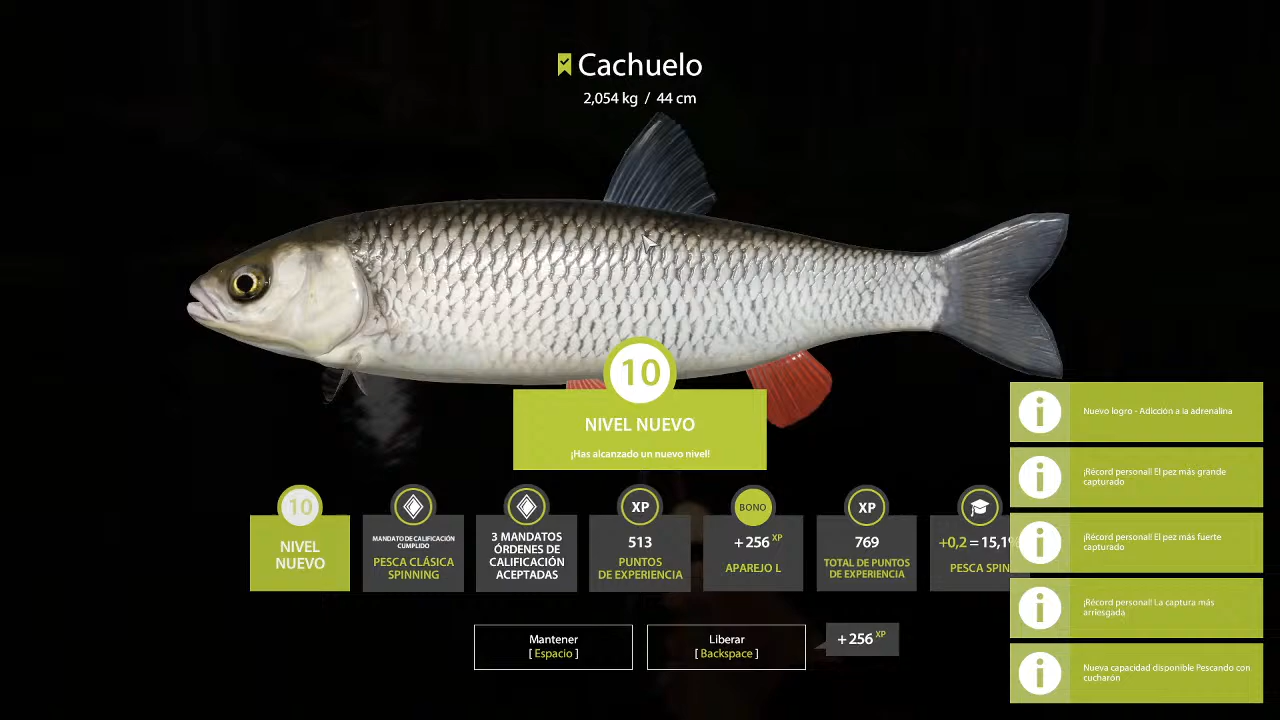 Cachuelo
2,054 kg / 44 cm
10
NIVEL NUEVO
¡Has alcanzado un nuevo nivel!
10
NIVEL
NUEVO
MANDATO DE CALIFICACIÓN
CUMPLIDO
PESCA CLÁSICA
SPINNING
3 MANDATOS
ÓRDENES DE
CALIFICACIÓN
ACEPTADAS
XP
513
PUNTOS
DE EXPERIENCIA
BONO
+256 XP
APAREJO L
XP
769
TOTAL DE PUNTOS
DE EXPERIENCIA
+0,2 = 15,1%
PESCA SPIN
Mantener
[ Espacio ]
Liberar
[ Backspace ]
+256 XP
Nuevo logro - Adicción a la adrenalina
¡Récord personal! El pez más grande
capturado
¡Récord personal! El pez más fuerte
capturado
¡Récord personal! La captura más
arriesgada
Nueva capacidad disponible Pescando con
cucharón